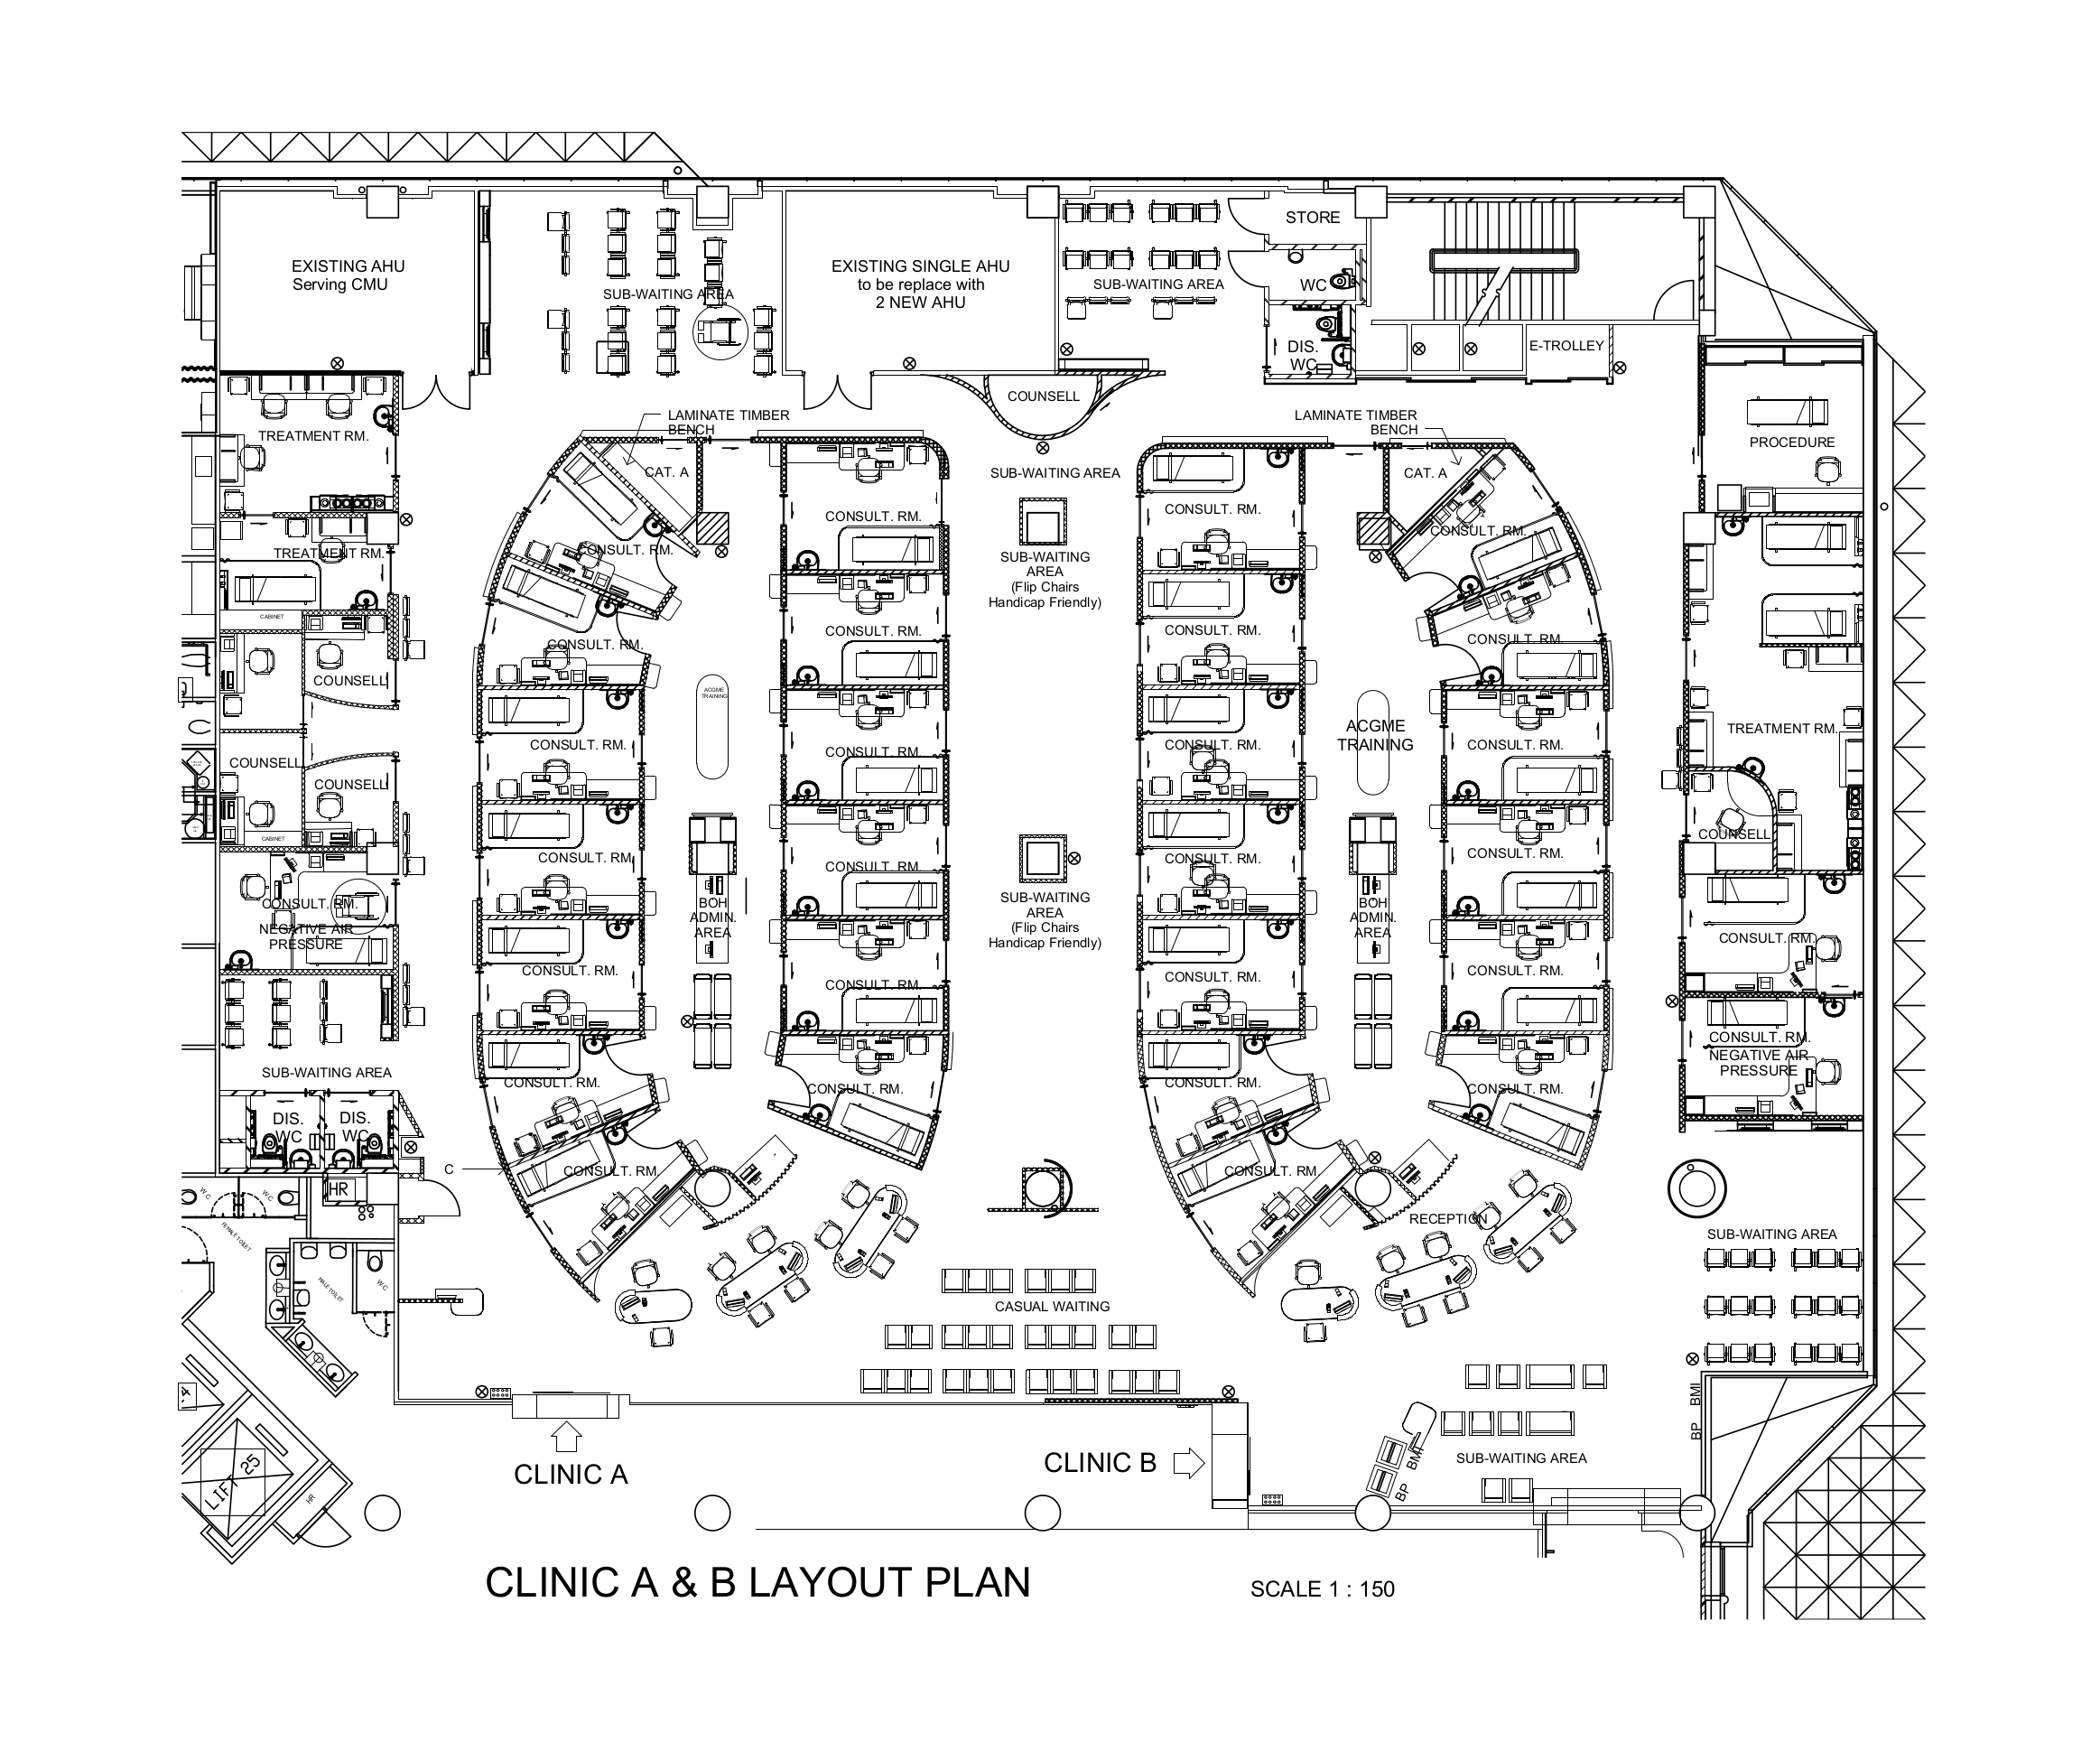 EXISTING AHU
Serving CMU
SUB-WAITING AREA
EXISTING SINGLE AHU
to be replace with
2 NEW AHU
SUB-WAITING AREA
STORE
WC
DIS.
WC
E-TROLLEY
COUNSELL
PROCEDURE
TREATMENT RM.
LAMINATE TIMBER
BENCH
CAT. A
SUB-WAITING AREA
LAMINATE TIMBER
BENCH
CAT. A
CONSULT. RM.
CONSULT. RM.
CONSULT. RM.
CONSULT. RM.
TREATMENT RM.
SUB-WAITING
AREA
(Flip Chairs
Handicap Friendly)
CABINET
CONSULT. RM.
CONSULT. RM.
CONSULT. RM.
CONSULT. RM.
COUNSELL
ACGME
TRAINING
ACGME
TRAINING
TREATMENT RM.
CONSULT. RM.
CONSULT. RM.
CONSULT. RM.
CONSULT. RM.
COUNSELL
COUNSELL
CABINET
COUNSELL
CONSULT. RM.
CONSULT. RM.
CONSULT. RM.
CONSULT. RM.
CONSULT. RM.
NEGATIVE AIR
PRESSURE
BOH
ADMIN.
AREA
SUB-WAITING
AREA
(Flip Chairs
Handicap Friendly)
BOH
ADMIN.
AREA
CONSULT. RM.
CONSULT. RM.
CONSULT. RM.
CONSULT. RM.
CONSULT. RM.
CONSULT. RM.
NEGATIVE AIR
PRESSURE
SUB-WAITING AREA
CONSULT. RM.
CONSULT. RM.
CONSULT. RM.
CONSULT. RM.
DIS.
WC
DIS.
WC
C
CONSULT. RM.
CONSULT. RM.
HR
W.C
W.C
FEMALE TOILET
MALE TOILET
W.C
RECEPTION
SUB-WAITING AREA
CASUAL WAITING
BMI
BP
BMI
BP
SUB-WAITING AREA
4
LIFT 25
HR
CLINIC A
CLINIC B
CLINIC A & B LAYOUT PLAN
SCALE 1 : 150